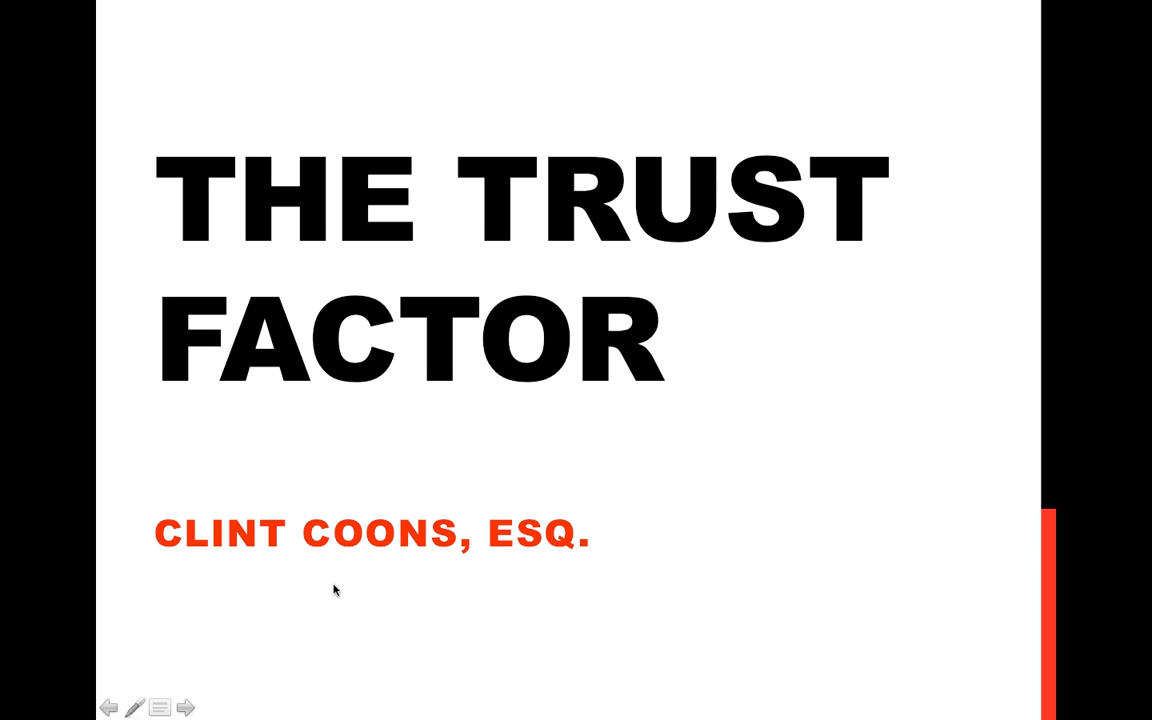 THE TRUST
FACTOR
CLINT COONS, ESQ.